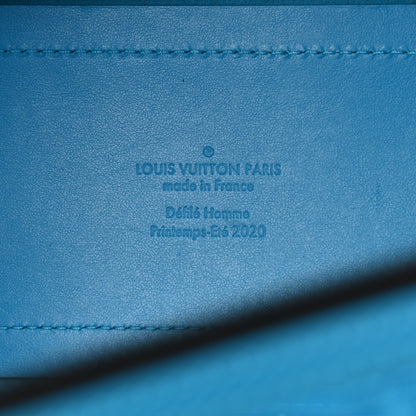 LOUIS VUITTON PARIS
made in France
Défilé Homme
Printemps-Eté 2020